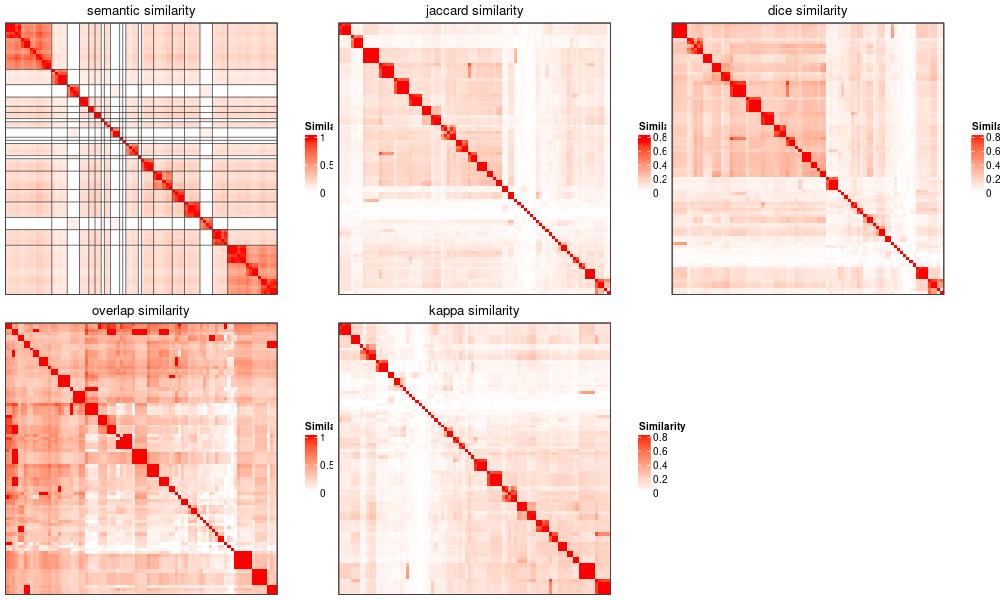 semantic similarity
jaccard similarity
dice similarity
Simila
1
0.5
0
Simila
0.8
0.6
0.4
0.2
0
Simila
0.8
0.6
0.4
0.2
0
overlap similarity
kappa similarity
Simila
1
0.5
0
Similarity
0.8
0.6
0.4
0.2
0